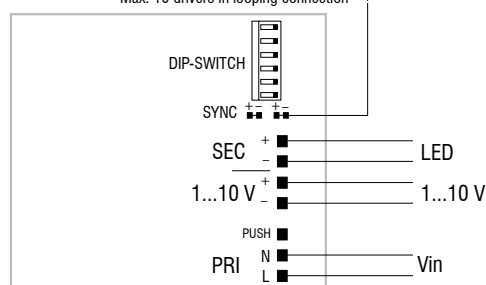 Max. 10 drivers in looping connection
DIP-SWITCH
SYNC + - + -
SEC + - LED
1...10 V + - 1...10 V
PUSH
PRI N L Vin